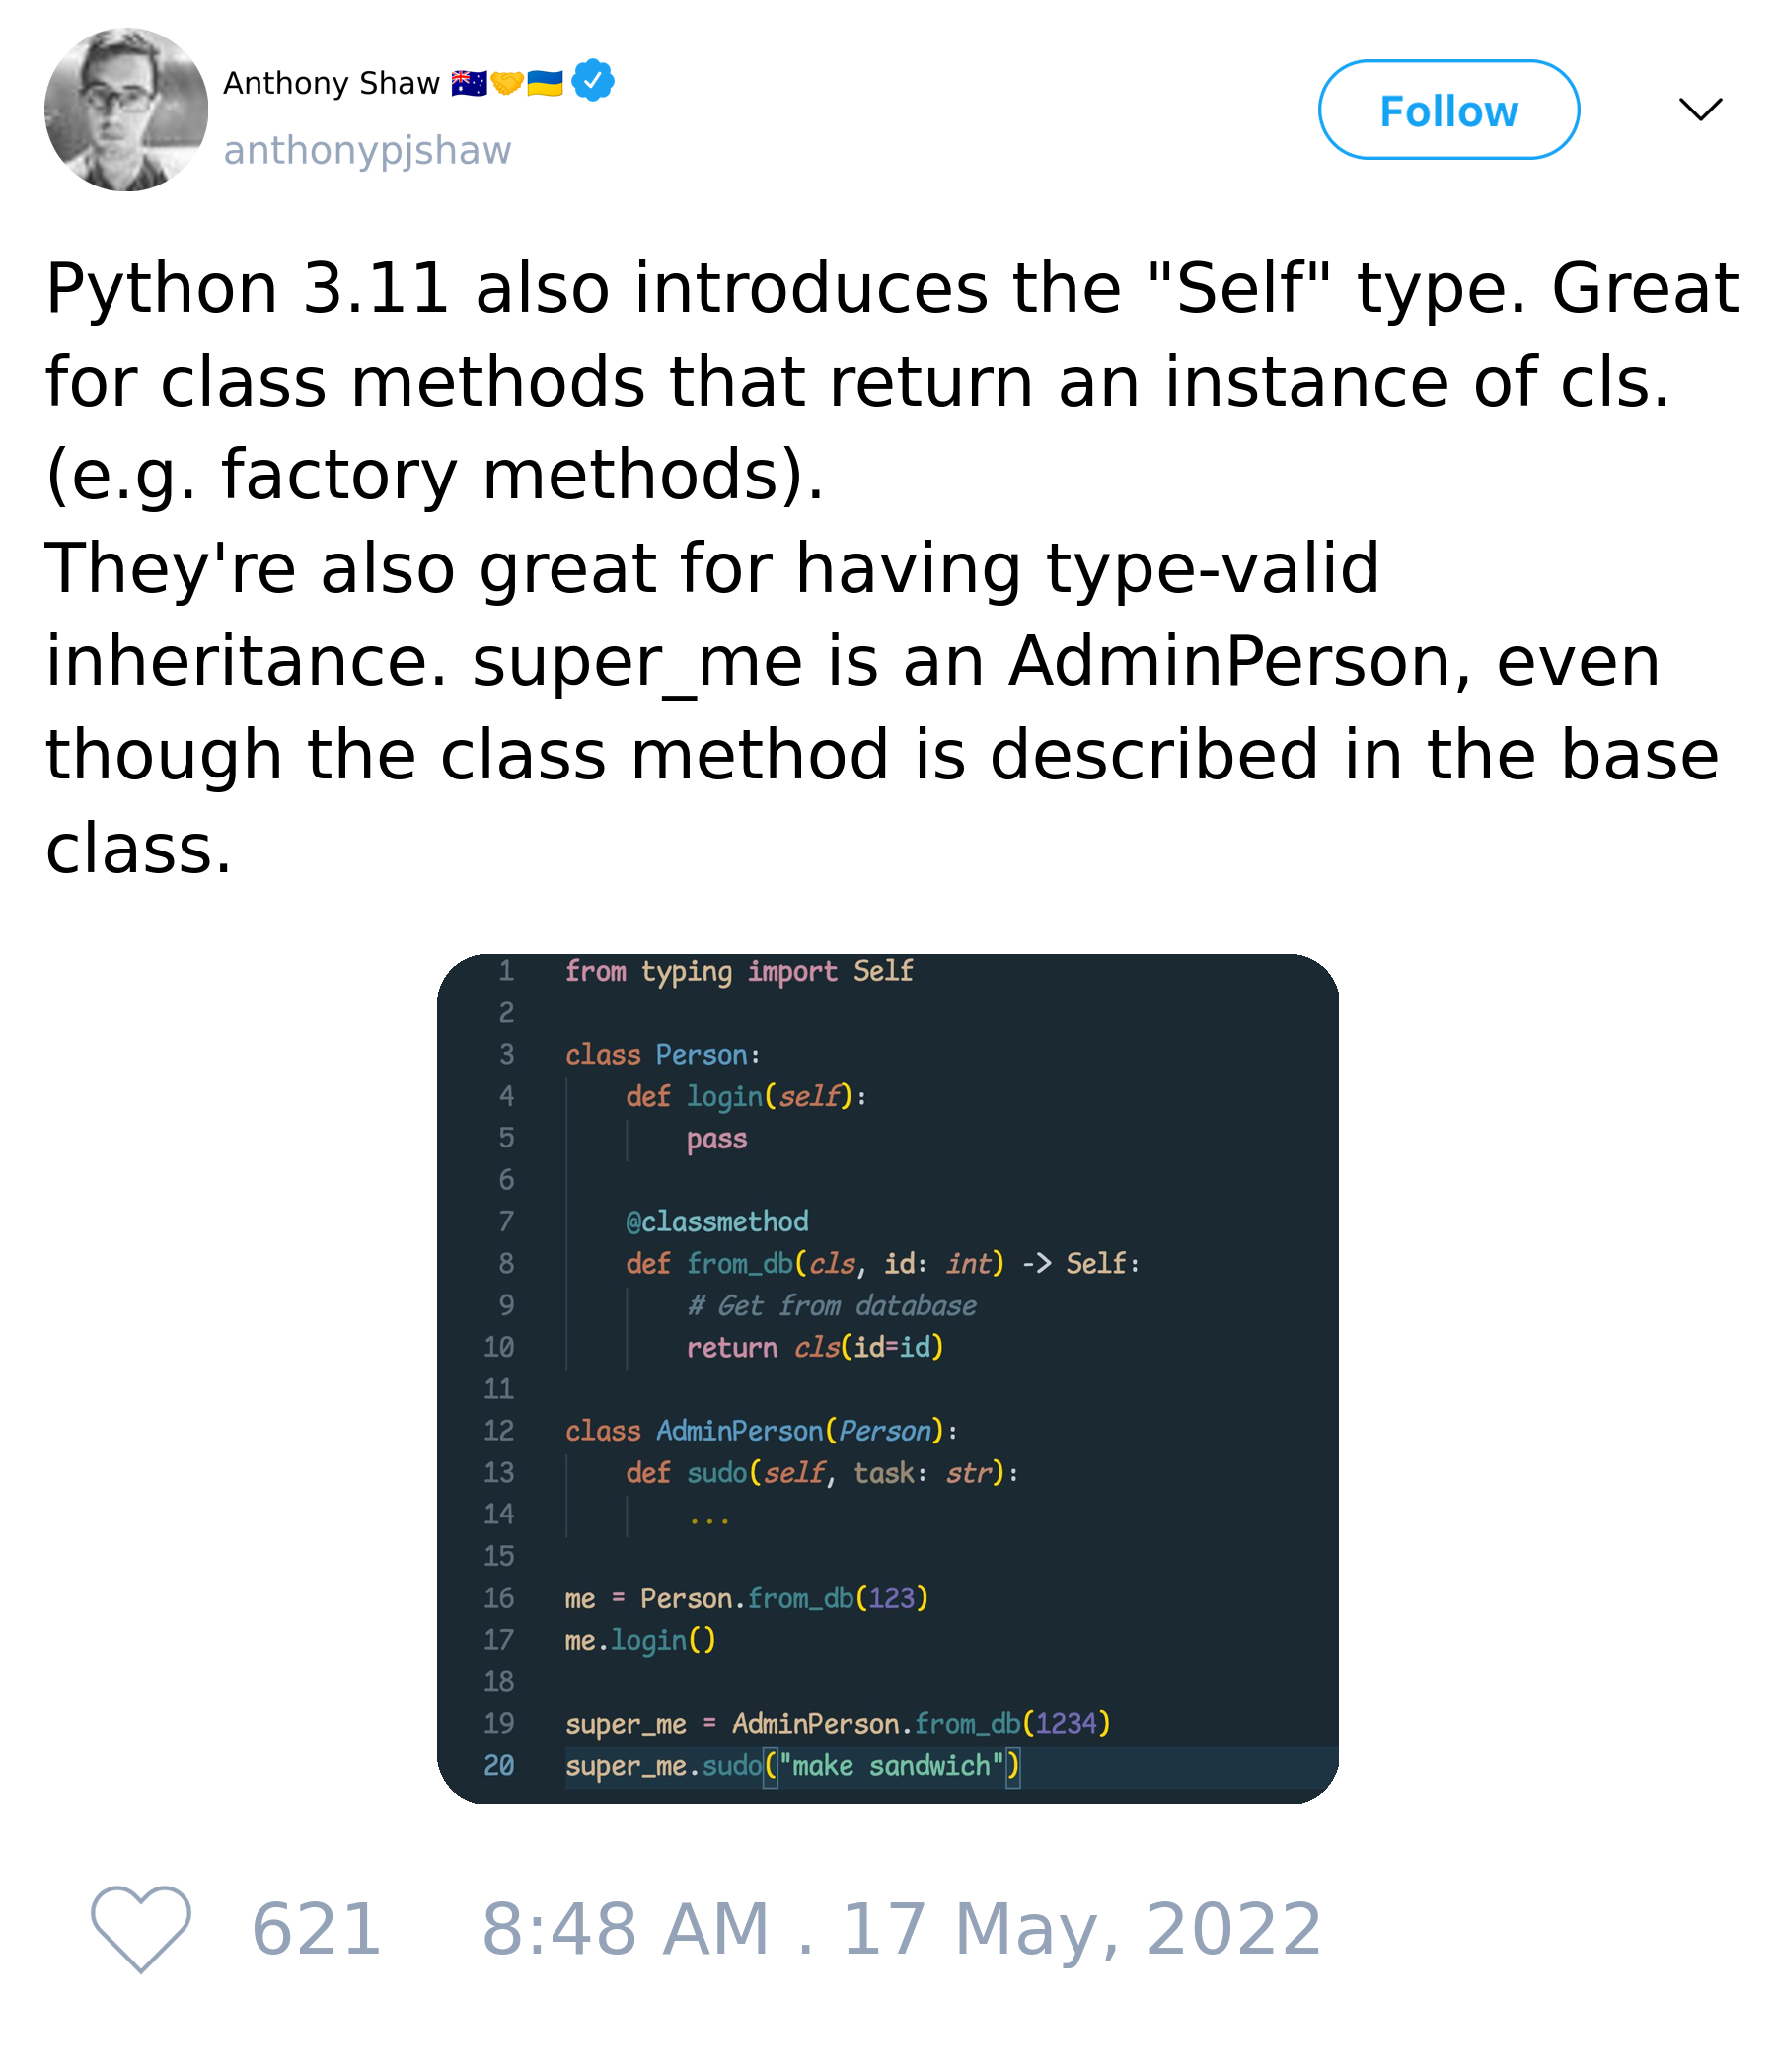 Anthony Shaw 🇦🇺🤝🇺🇦
anthonypjshaw
Follow
Python 3.11 also introduces the "Self" type. Great
for class methods that return an instance of cls.
(e.g. factory methods).
They're also great for having type-valid
inheritance. super_me is an AdminPerson, even
though the class method is described in the base
class.
1 from typing import Self
2
3 class Person:
4     def login(self):
5         pass
6
7     @classmethod
8     def from_db(cls, id: int) -> Self:
9         # Get from database
10         return cls(id=id)
11
12 class AdminPerson(Person):
13     def sudo(self, task: str):
14         ...
15
16 me = Person.from_db(123)
17 me.login()
18
19 super_me = AdminPerson.from_db(1234)
20 super_me.sudo("make sandwich")
621 8:48 AM . 17 May, 2022